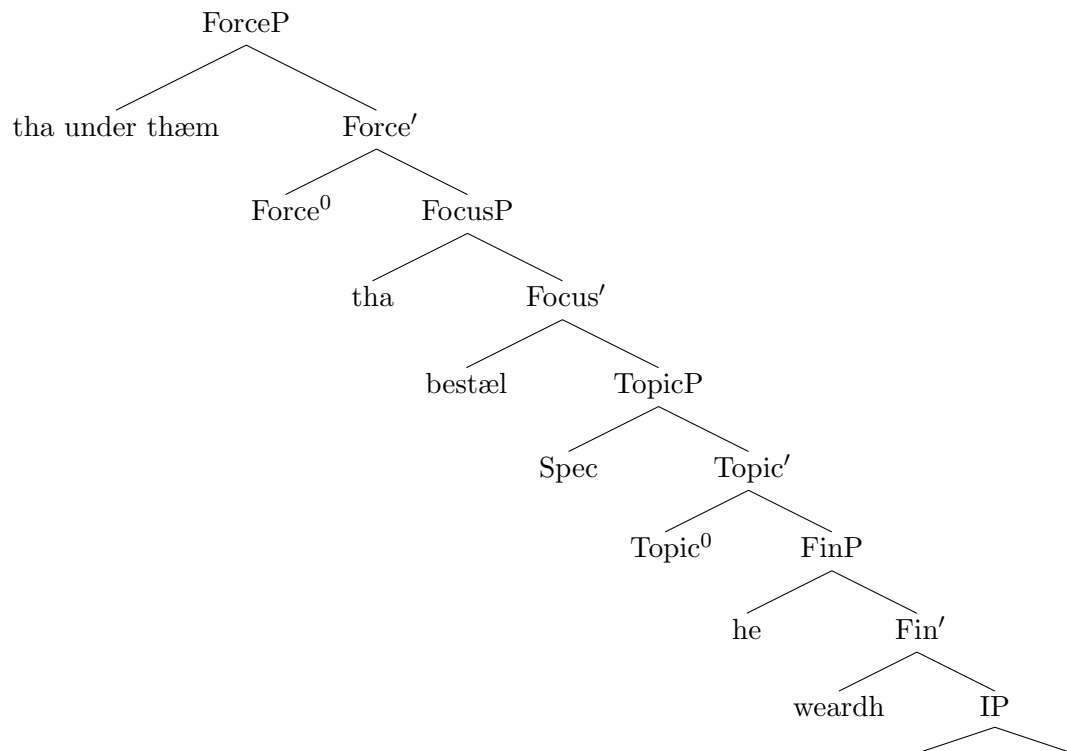 ForceP
tha under thæm Force′
Force⁰ FocusP
tha Focus′
bestæl TopicP
Spec Topic′
Topic⁰ FinP
he Fin′
weardh IP